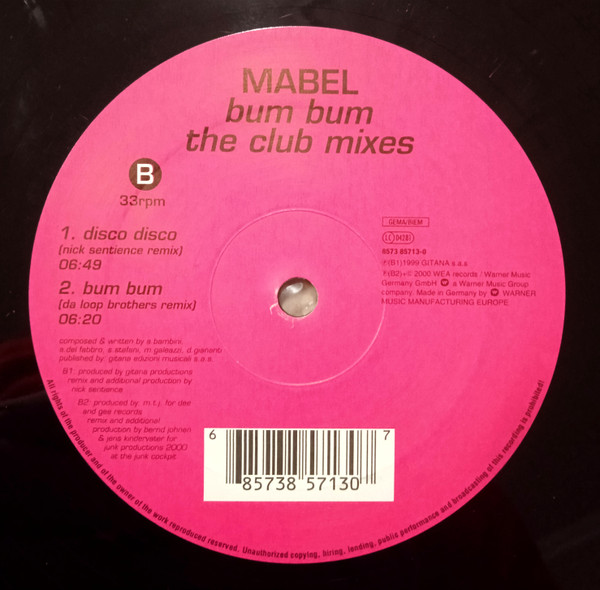 MABEL
bum bum
the club mixes
B
33rpm
1. disco disco
(nick sentience remix)
06:49
2. bum bum
(da loop brothers remix)
06:20
composed & written by s bambini,
e.del fabbro, e.stefani, m galeazzi, d gianenti
published by: gitana edizioni musicali s.a.s.
B1: produced by gitana productions
remix and additional production by
nick sentience
B2: produced by m.t.j. for dee
and gee records
remix and additional
production by bernd johnen
& jens kindervater for
junk productions 2000
at the junk cockpit
GEMA/BIEM
LC 04281
8573 85713-0
℗(B1)1999 GITANA s.a.s
℗(B2)+© 2000 WEA records / Warner Music
Germany GmbH, a Warner Music Group
company. Made in Germany by WARNER
MUSIC MANUFACTURING EUROPE
6 85738 57130 7
All rights of the producer and of the owner of the work reproduced reserved. Unauthorized copying, hiring, lending, public performance and broadcasting of this recording is prohibited!